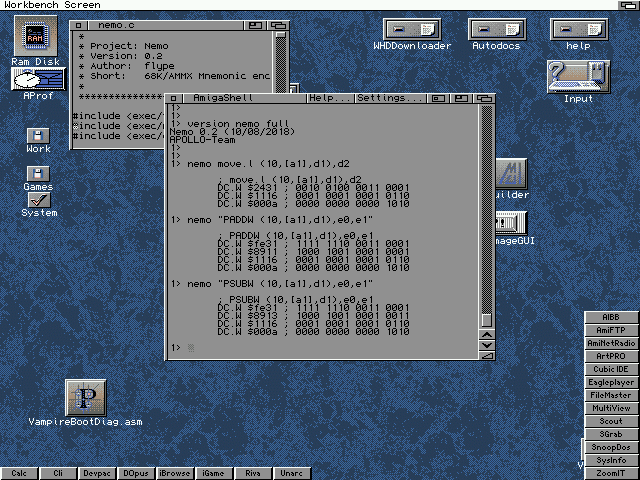 Workbench Screen
Ram Disk
AProf
Work
Games
System
nemo.c
*
* Project: Nemo
* Version: 0.2
* Author:  flype
* Short:   68K/AMMX Mnemonic enc
*
#include <exec/
#include <exec/
#include <exec/
WHDDownloader
Autodocs
help
Input
uilder
mageGUI
AmigaShell
Help...
Settings...
1>
1>
1> version nemo full
Nemo 0.2 (10/08/2018)
APOLLO-Team
1>
1>
1> nemo move.l (10,[a1],d1),d2
; move.l (10,[a1],d1),d2
DC.W $2431 ; 0010 0100 0011 0001
DC.W $1116 ; 0001 0001 0001 0110
DC.W $000a ; 0000 0000 0000 1010
1> nemo "PADDW (10,[a1],d1),e0,e1"
; PADDW (10,[a1],d1),e0,e1
DC.W $fe31 ; 1111 1110 0011 0001
DC.W $8911 ; 1000 1001 0001 0001
DC.W $1116 ; 0001 0001 0001 0110
DC.W $000a ; 0000 0000 0000 1010
1> nemo "PSUBW (10,[a1],d1),e0,e1"
; PSUBW (10,[a1],d1),e0,e1
DC.W $fe31 ; 1111 1110 0011 0001
DC.W $8913 ; 1000 1001 0001 0011
DC.W $1116 ; 0001 0001 0001 0110
DC.W $000a ; 0000 0000 0000 1010
1>
VampireBootDiag.asm
AIBB
AmiFTP
AmiNetRadio
ArtPRO
Cubic IDE
Eagleplayer
FileMaster
MultiView
Scout
SGrab
SnoopDos
SysInfo
ZoomIT
V
Calc
Cli
Devpac
DOpus
iBrowse
iGame
Riva
Unarc